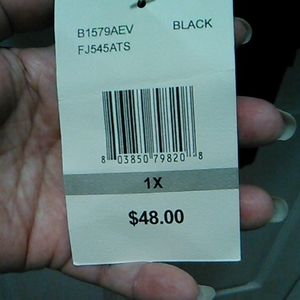 B1579AEV BLACK
FJ545ATS
8 03850 79820 8
1X
$48.00